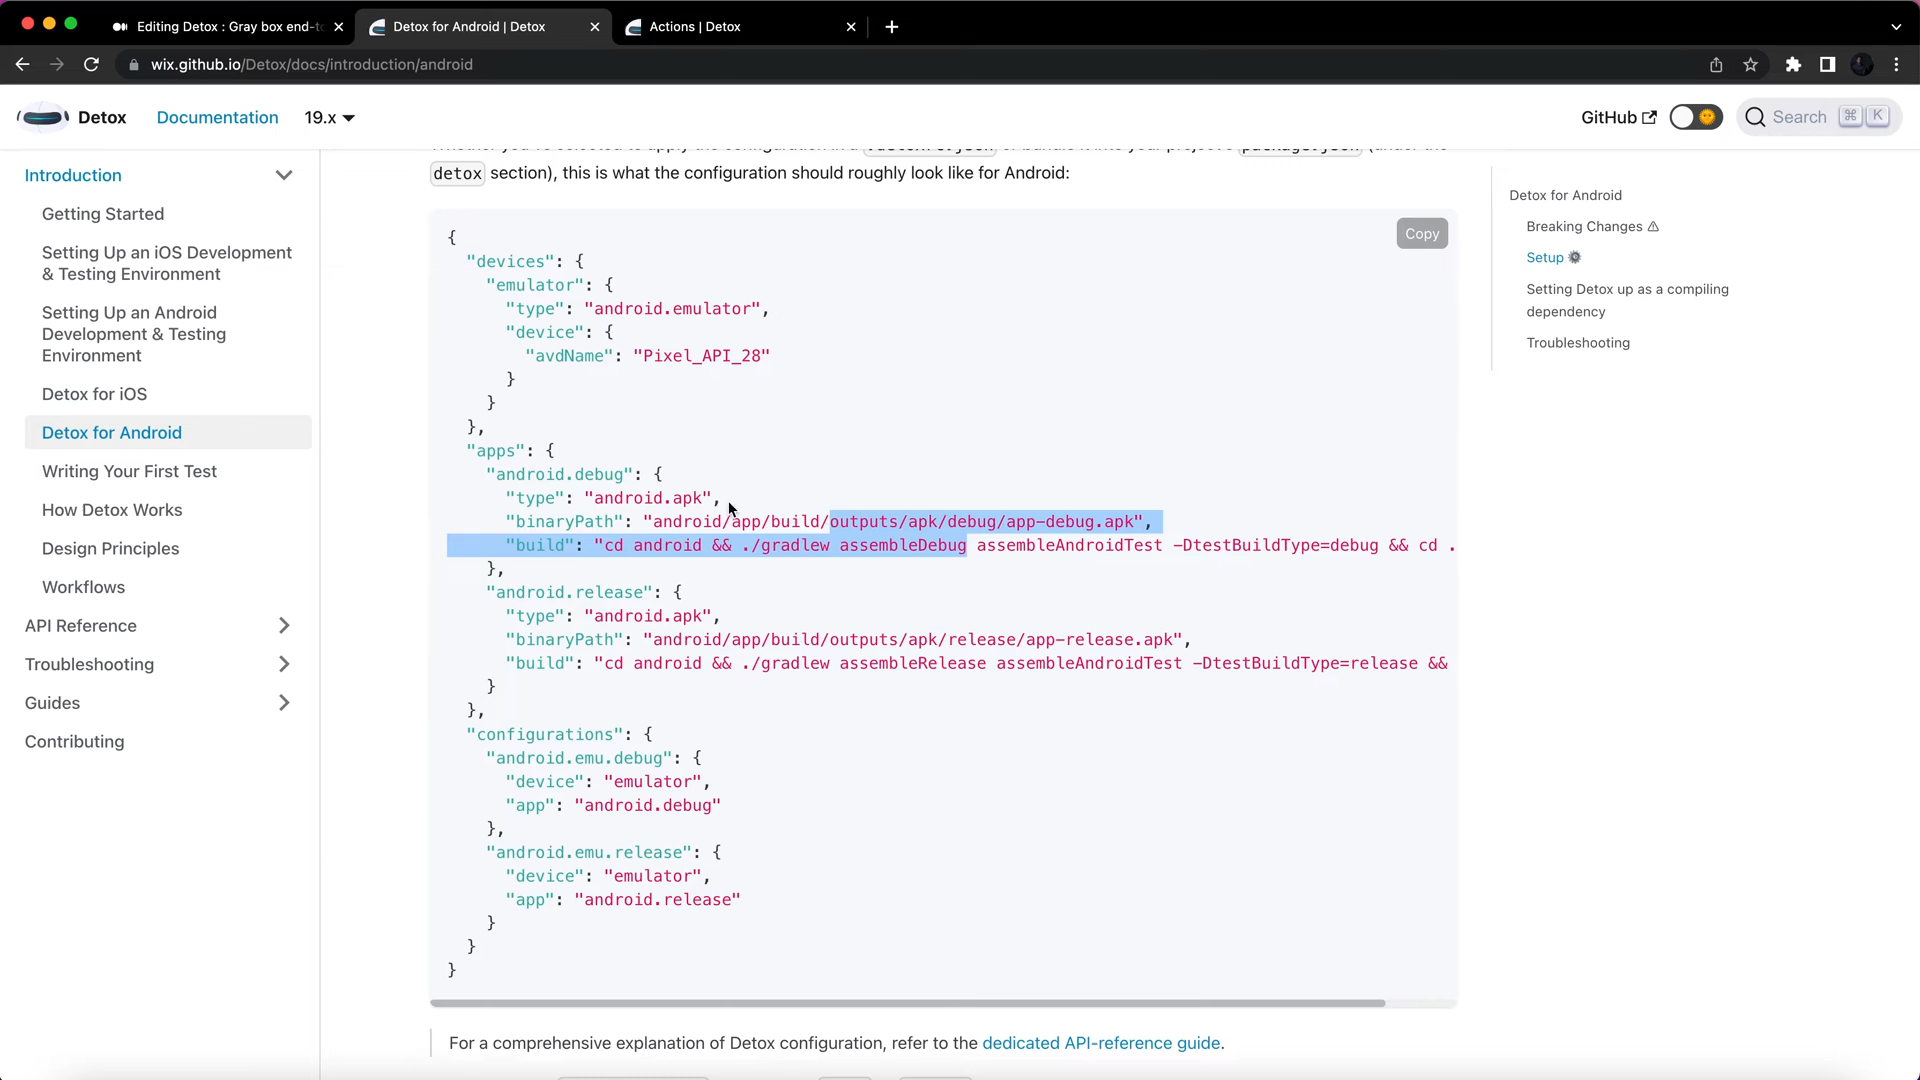 Editing Detox : Gray box end-to
Detox for Android | Detox
Actions | Detox
wix.github.io/Detox/docs/introduction/android
Detox
Documentation
19.x
GitHub
Search
⌘ K
Introduction
Getting Started
Setting Up an iOS Development
& Testing Environment
Setting Up an Android
Development & Testing
Environment
Detox for iOS
Detox for Android
Writing Your First Test
How Detox Works
Design Principles
Workflows
API Reference
Troubleshooting
Guides
Contributing
detox section), this is what the configuration should roughly look like for Android:
Copy
{
"devices": {
"emulator": {
"type": "android.emulator",
"device": {
"avdName": "Pixel_API_28"
}
}
},
"apps": {
"android.debug": {
"type": "android.apk",
"binaryPath": "android/app/build/outputs/apk/debug/app-debug.apk",
"build": "cd android && ./gradlew assembleDebug assembleAndroidTest -DtestBuildType=debug && cd .
},
"android.release": {
"type": "android.apk",
"binaryPath": "android/app/build/outputs/apk/release/app-release.apk",
"build": "cd android && ./gradlew assembleRelease assembleAndroidTest -DtestBuildType=release &&
}
},
"configurations": {
"android.emu.debug": {
"device": "emulator",
"app": "android.debug"
},
"android.emu.release": {
"device": "emulator",
"app": "android.release"
}
}
}
For a comprehensive explanation of Detox configuration, refer to the dedicated API-reference guide.
Detox for Android
Breaking Changes ⚠
Setup ⚙
Setting Detox up as a compiling
dependency
Troubleshooting